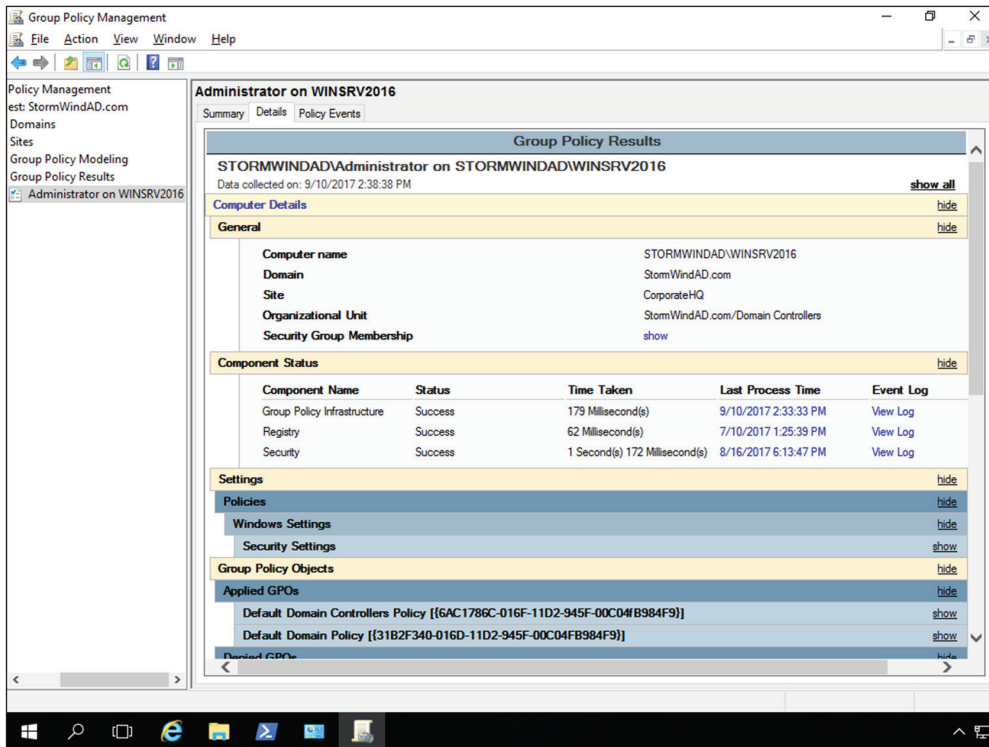 Group Policy Management
File Action View Window Help
Policy Management
est: StormWindAD.com
Domains
Sites
Group Policy Modeling
Group Policy Results
Administrator on WINSRV2016
Administrator on WINSRV2016
Summary Details Policy Events
Group Policy Results
STORMWINDAD\Administrator on STORMWINDAD\WINSRV2016
Data collected on: 9/10/2017 2:38:38 PM show all
Computer Details hide
General hide
Computer name STORMWINDAD\WINSRV2016
Domain StormWindAD.com
Site CorporateHQ
Organizational Unit StormWindAD.com/Domain Controllers
Security Group Membership show
Component Status hide
Component Name Status Time Taken Last Process Time Event Log
Group Policy Infrastructure Success 179 Millisecond(s) 9/10/2017 2:33:33 PM View Log
Registry Success 62 Millisecond(s) 7/10/2017 1:25:39 PM View Log
Security Success 1 Second(s) 172 Millisecond(s) 8/16/2017 6:13:47 PM View Log
Settings hide
Policies hide
Windows Settings hide
Security Settings show
Group Policy Objects hide
Applied GPOs hide
Default Domain Controllers Policy [{6AC1786C-016F-11D2-945F-00C04fB984F9}] show
Default Domain Policy [{31B2F340-016D-11D2-945F-00C04FB984F9}] show
Denied GPOs hide